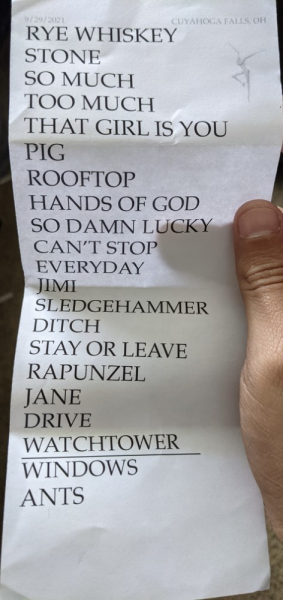 9/29/2021 CUYAHOGA FALLS, OH
RYE WHISKEY
STONE
SO MUCH
TOO MUCH
THAT GIRL IS YOU
PIG
ROOFTOP
HANDS OF GOD
SO DAMN LUCKY
CAN'T STOP
EVERYDAY
JIMI
SLEDGEHAMMER
DITCH
STAY OR LEAVE
RAPUNZEL
JANE
DRIVE
WATCHTOWER
WINDOWS
ANTS